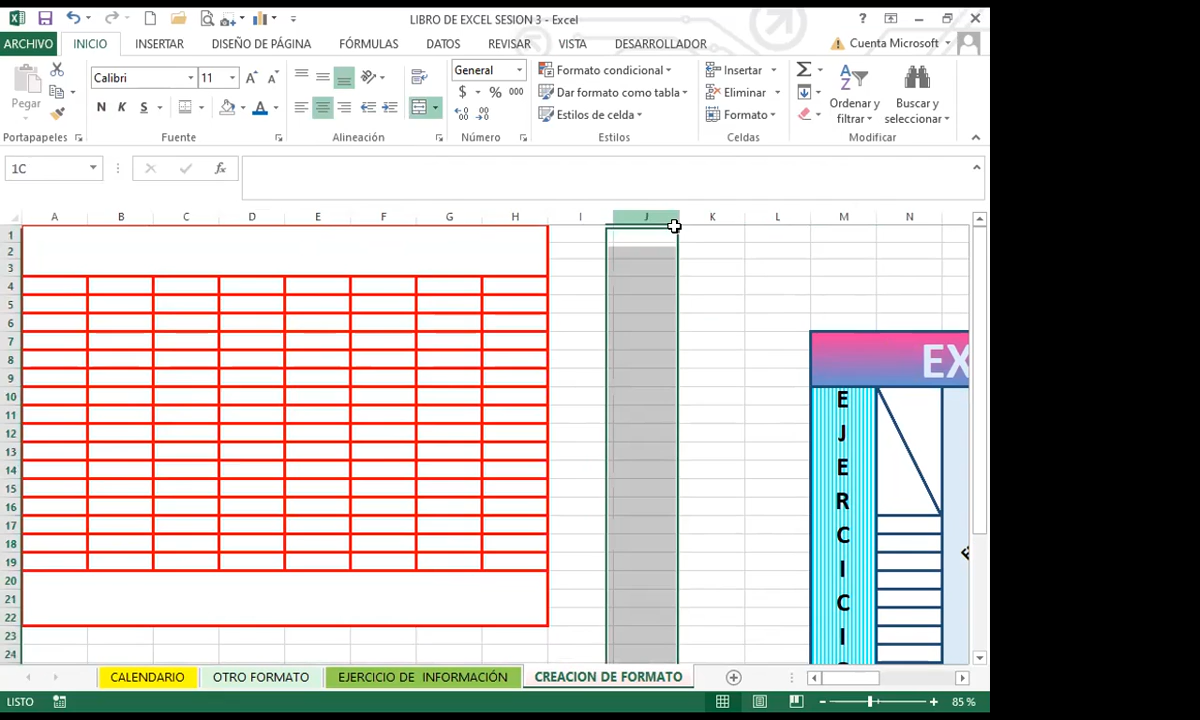 LIBRO DE EXCEL SESION 3 - Excel
ARCHIVO INICIO INSERTAR DISEÑO DE PÁGINA FÓRMULAS DATOS REVISAR VISTA DESARROLLADOR Cuenta Microsoft
Pegar
Calibri 11
N K S A
General
$ % 000
Formato condicional
Dar formato como tabla
Estilos de celda
Insertar
Eliminar
Formato
Ordenar y
filtrar
Buscar y
seleccionar
Portapapeles Fuente Alineación Número Estilos Celdas Modificar
1C fx
A B C D E F G H I J K L M N
1
2
3
4
5
6
7
8 EX
9
10 E
11
12 J
13
14 E
15
16 R
17 C
18
19 I
20
21 C
22
23 I
24
CALENDARIO OTRO FORMATO EJERCICIO DE INFORMACIÓN CREACION DE FORMATO
LISTO 85 %